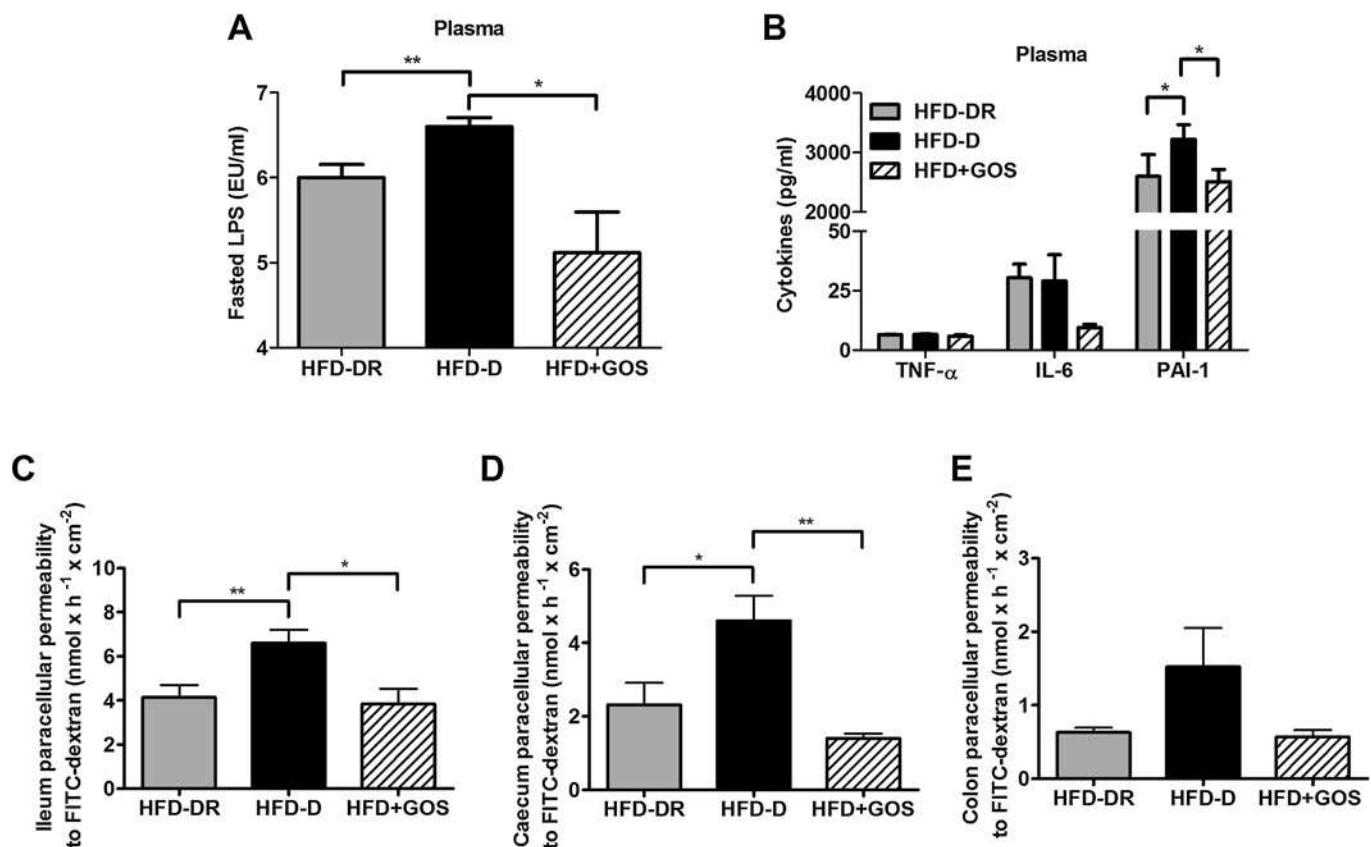 A
Plasma
**
*
Fasted LPS (EU/ml)
7
6
5
4
HFD-DR
HFD-D
HFD+GOS
B
Plasma
*
*
Cytokines (pg/ml)
4000
3000
2000
50
25
0
HFD-DR
HFD-D
HFD+GOS
TNF-α
IL-6
PAI-1
C
Ileum paracellular permeability
to FITC-dextran (nmol x h⁻¹ x cm⁻²)
10
8
6
4
2
0
**
*
HFD-DR
HFD-D
HFD+GOS
D
Caecum paracellular permeability
to FITC-dextran (nmol x h⁻¹ x cm⁻²)
6
4
2
0
*
**
HFD-DR
HFD-D
HFD+GOS
E
Colon paracellular permeability
to FITC-dextran (nmol x h⁻¹ x cm⁻²)
3
2
1
0
HFD-DR
HFD-D
HFD+GOS